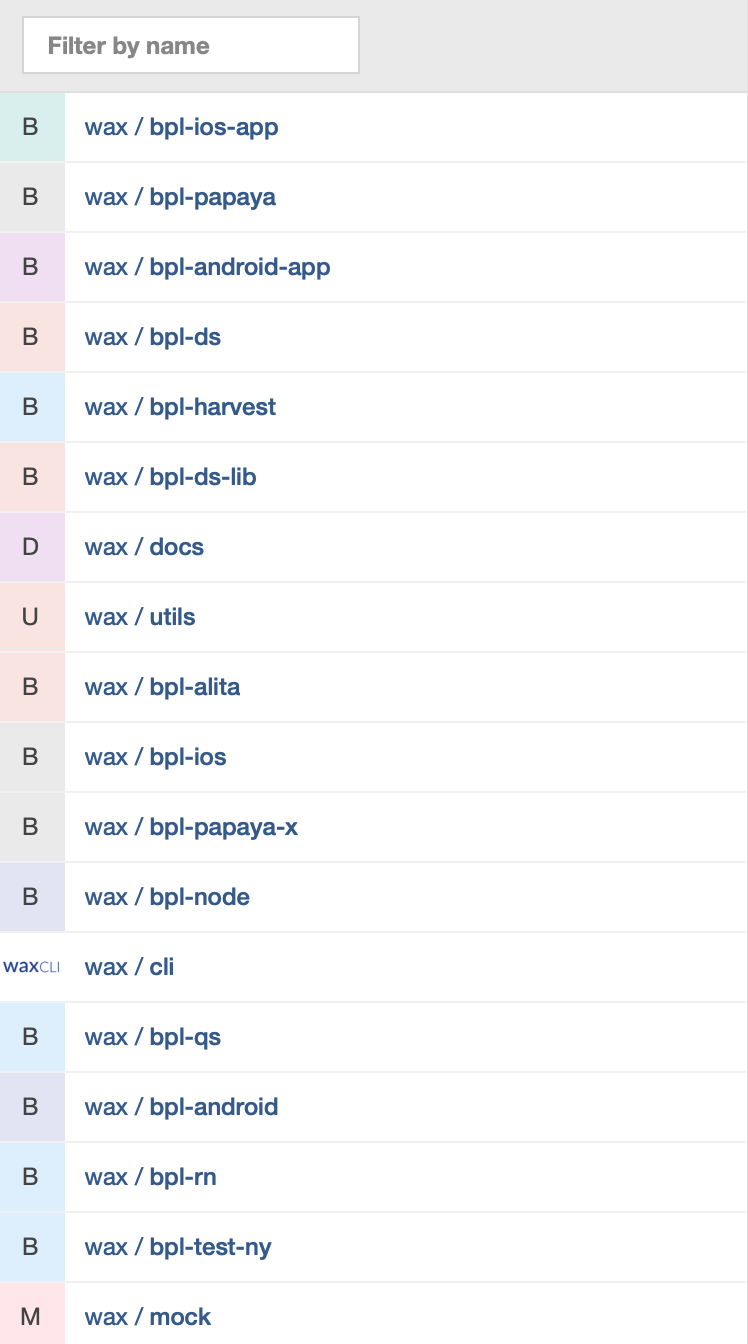 Filter by name
B wax / bpl-ios-app
B wax / bpl-papaya
B wax / bpl-android-app
B wax / bpl-ds
B wax / bpl-harvest
B wax / bpl-ds-lib
D wax / docs
U wax / utils
B wax / bpl-alita
B wax / bpl-ios
B wax / bpl-papaya-x
B wax / bpl-node
waxCLI wax / cli
B wax / bpl-qs
B wax / bpl-android
B wax / bpl-rn
B wax / bpl-test-ny
M wax / mock